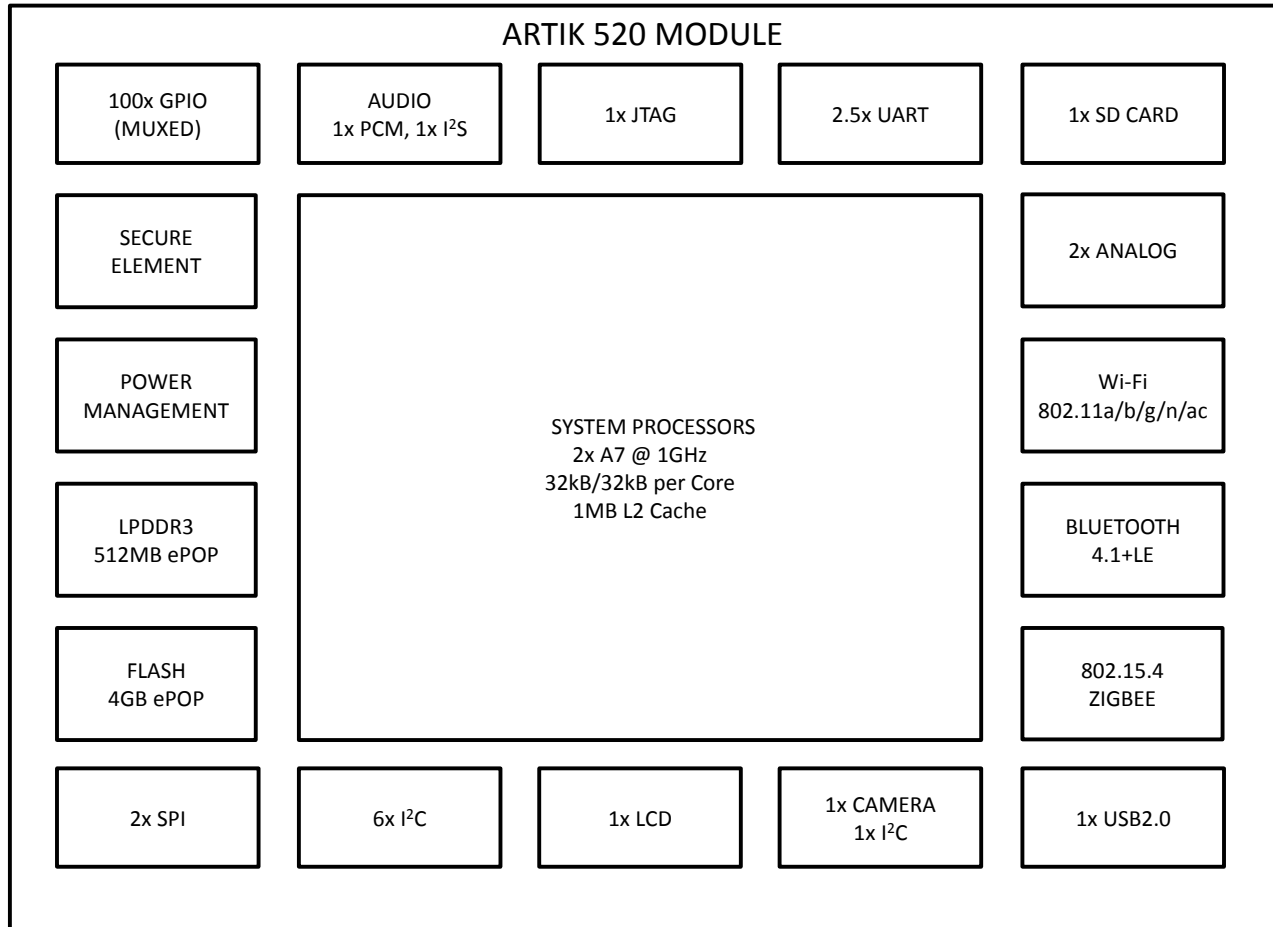 ARTIK 520 MODULE
100x GPIO
(MUXED)
AUDIO
1x PCM, 1x I²S
1x JTAG
2.5x UART
1x SD CARD
SECURE
ELEMENT
2x ANALOG
POWER
MANAGEMENT
SYSTEM PROCESSORS
2x A7 @ 1GHz
32kB/32kB per Core
1MB L2 Cache
Wi-Fi
802.11a/b/g/n/ac
LPDDR3
512MB ePOP
BLUETOOTH
4.1+LE
FLASH
4GB ePOP
802.15.4
ZIGBEE
2x SPI
6x I²C
1x LCD
1x CAMERA
1x I²C
1x USB2.0